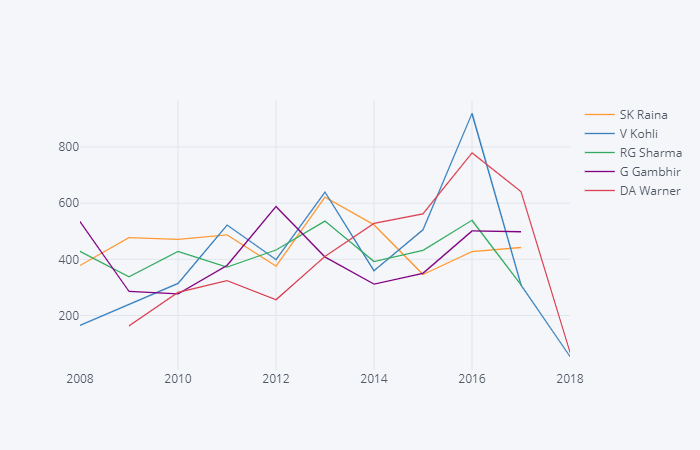 SK Raina
V Kohli
RG Sharma
G Gambhir
DA Warner
800
600
400
200
2008 2010 2012 2014 2016 2018